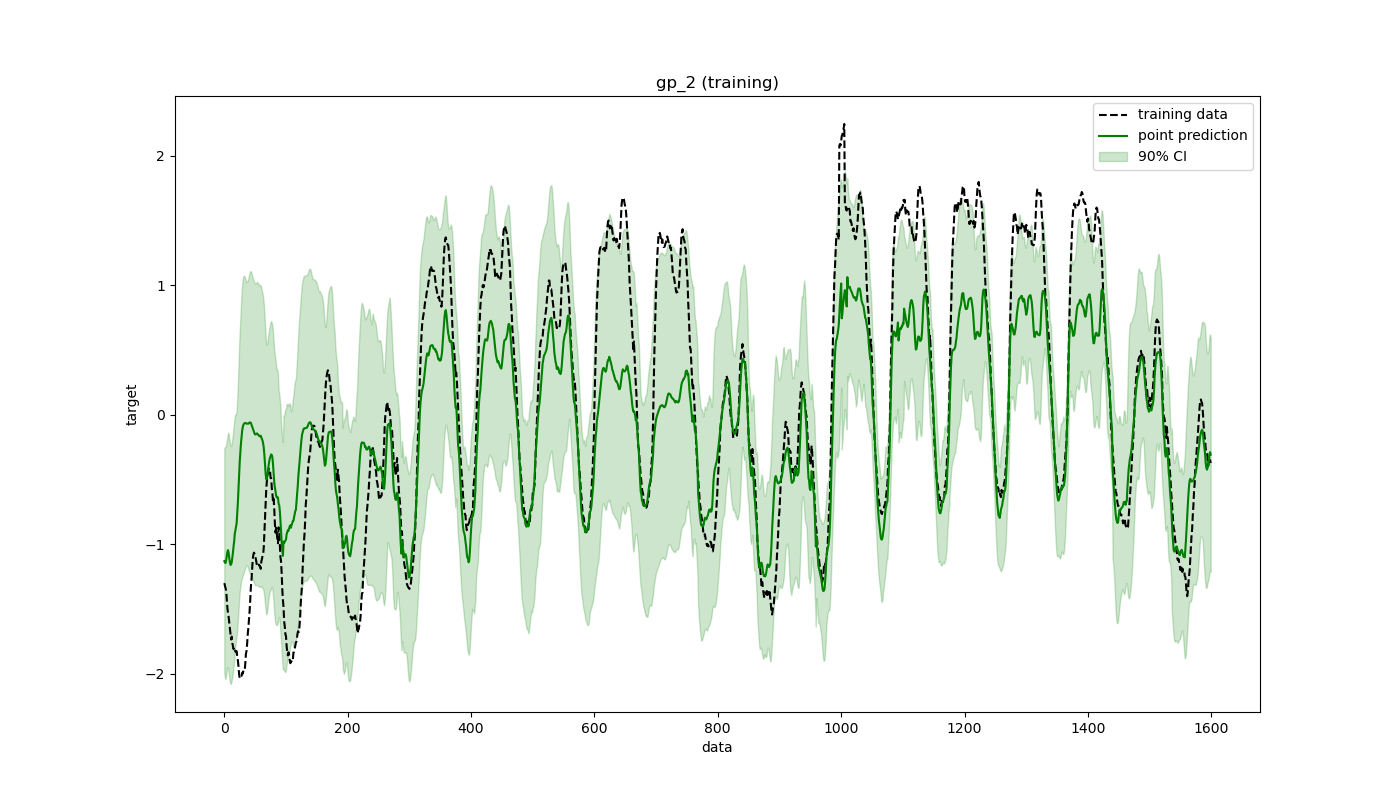 gp_2 (training)
training data
point prediction
90% CI
target
2
1
0
−1
−2
0
200
400
600
800
1000
1200
1400
1600
data